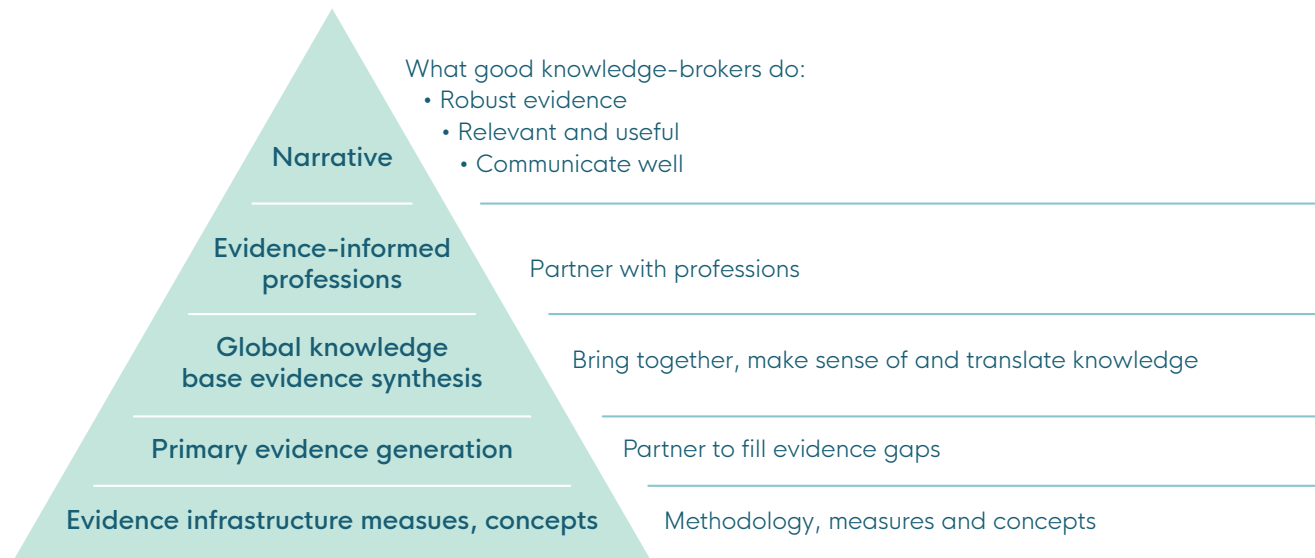 What good knowledge-brokers do:
• Robust evidence
• Relevant and useful
• Communicate well
Narrative
Evidence-informed
professions
Partner with professions
Global knowledge
base evidence synthesis
Bring together, make sense of and translate knowledge
Primary evidence generation
Partner to fill evidence gaps
Evidence infrastructure measues, concepts
Methodology, measures and concepts